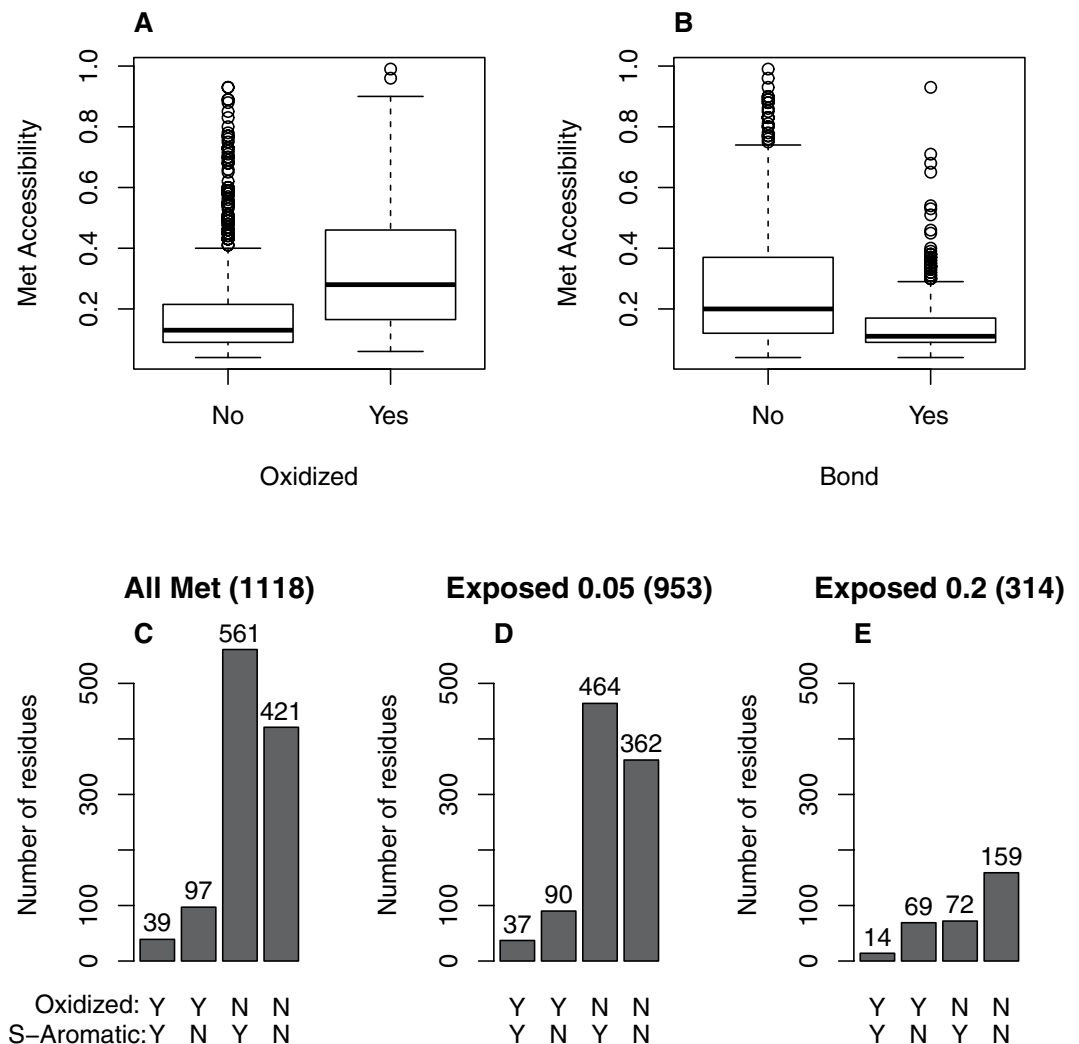 A
B
1.0
0.8
0.6
0.4
0.2
Met Accessibility
No
Yes
Oxidized
1.0
0.8
0.6
0.4
0.2
Met Accessibility
No
Yes
Bond
All Met (1118)
Exposed 0.05 (953)
Exposed 0.2 (314)
C
D
E
500
300
100
0
Number of residues
39
97
561
421
500
300
100
0
Number of residues
37
90
464
362
500
300
100
0
Number of residues
14
69
72
159
Oxidized: Y Y N N Y Y N N Y Y N N
S−Aromatic: Y N Y N Y N Y N Y N Y N